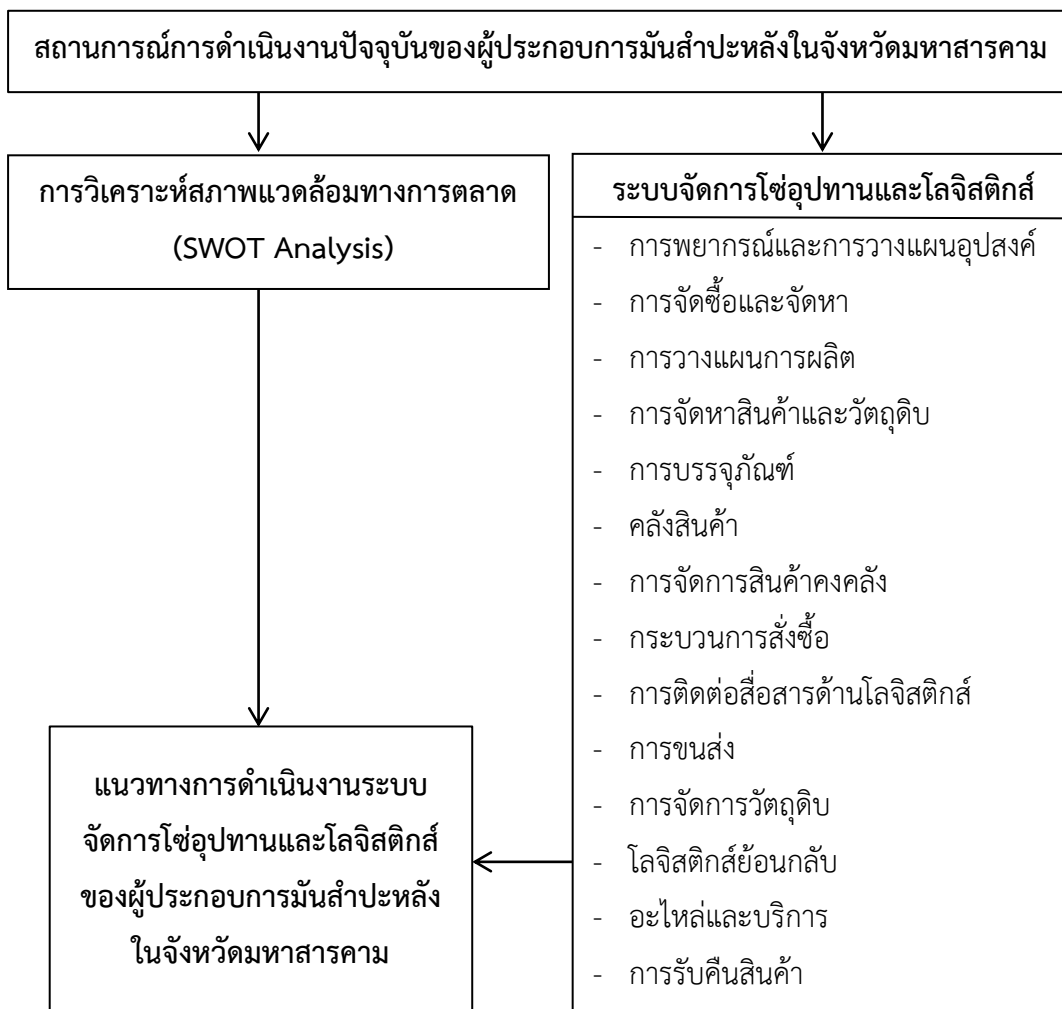 สถานการณ์การดำเนินงานปัจจุบันของผู้ประกอบการมันสำปะหลังในจังหวัดมหาสารคาม
การวิเคราะห์สภาพแวดล้อมทางการตลาด
(SWOT Analysis)
ระบบจัดการโซ่อุปทานและโลจิสติกส์
- การพยากรณ์และการวางแผนอุปสงค์
- การจัดซื้อและจัดหา
- การวางแผนการผลิต
- การจัดหาสินค้าและวัตถุดิบ
- การบรรจุภัณฑ์
- คลังสินค้า
- การจัดการสินค้าคงคลัง
- กระบวนการสั่งซื้อ
- การติดต่อสื่อสารด้านโลจิสติกส์
- การขนส่ง
- การจัดการวัตถุดิบ
- โลจิสติกส์ย้อนกลับ
- อะไหล่และบริการ
- การรับคืนสินค้า
แนวทางการดำเนินงานระบบ
จัดการโซ่อุปทานและโลจิสติกส์
ของผู้ประกอบการมันสำปะหลัง
ในจังหวัดมหาสารคาม